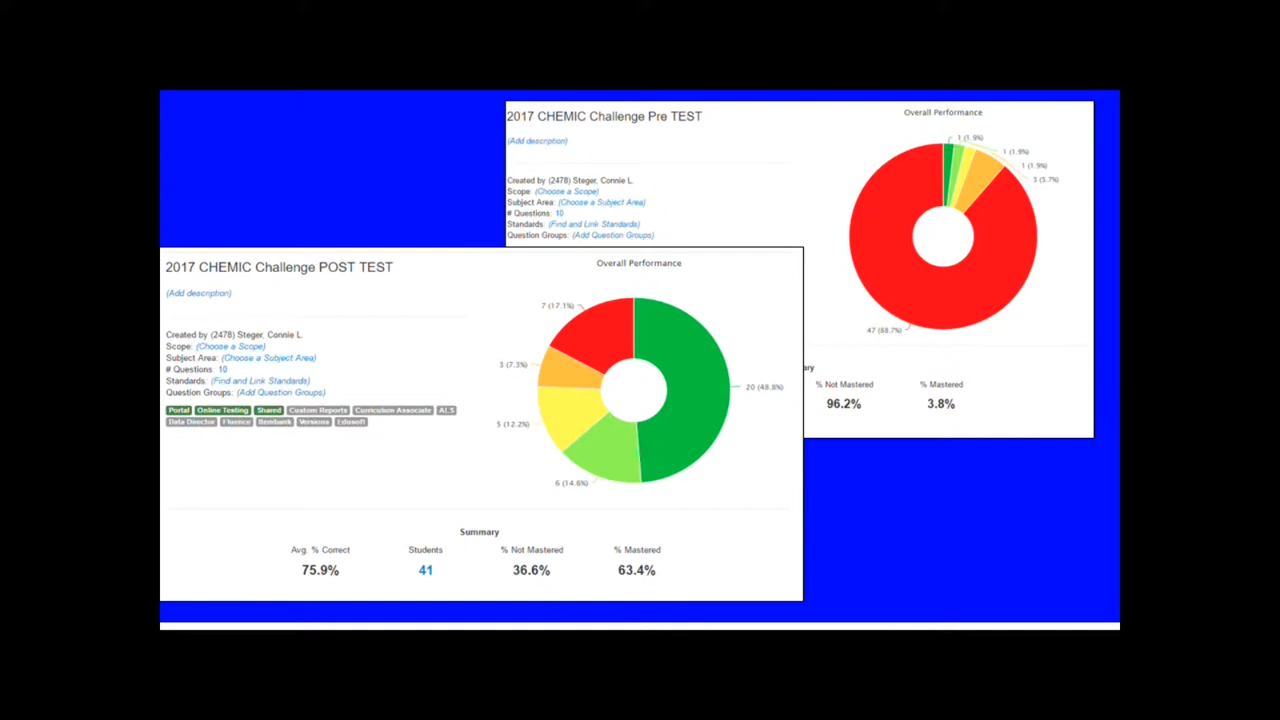 2017 CHEMIC Challenge Pre TEST
(Add description)
Created by (2478) Steger, Connie L.
Scope: (Choose a Scope)
Subject Area: (Choose a Subject Area)
# Questions: 10
Standards: (Find and Link Standards)
Question Groups: (Add Question Groups)
Overall Performance
1 (1.9%)
1 (1.9%)
1 (1.9%)
3 (5.7%)
47 (88.7%)
ary
% Not Mastered % Mastered
96.2% 3.8%
2017 CHEMIC Challenge POST TEST
(Add description)
Created by (2478) Steger, Connie L.
Scope: (Choose a Scope)
Subject Area: (Choose a Subject Area)
# Questions: 10
Standards: (Find and Link Standards)
Question Groups: (Add Question Groups)
Portal Online Testing Shared Custom Reports Curriculum Associate ALS
Data Director Fluence Itembank Versions Edusoft
Overall Performance
7 (17.1%)
3 (7.3%)
20 (48.8%)
5 (12.2%)
6 (14.6%)
Summary
Avg. % Correct Students % Not Mastered % Mastered
75.9% 41 36.6% 63.4%